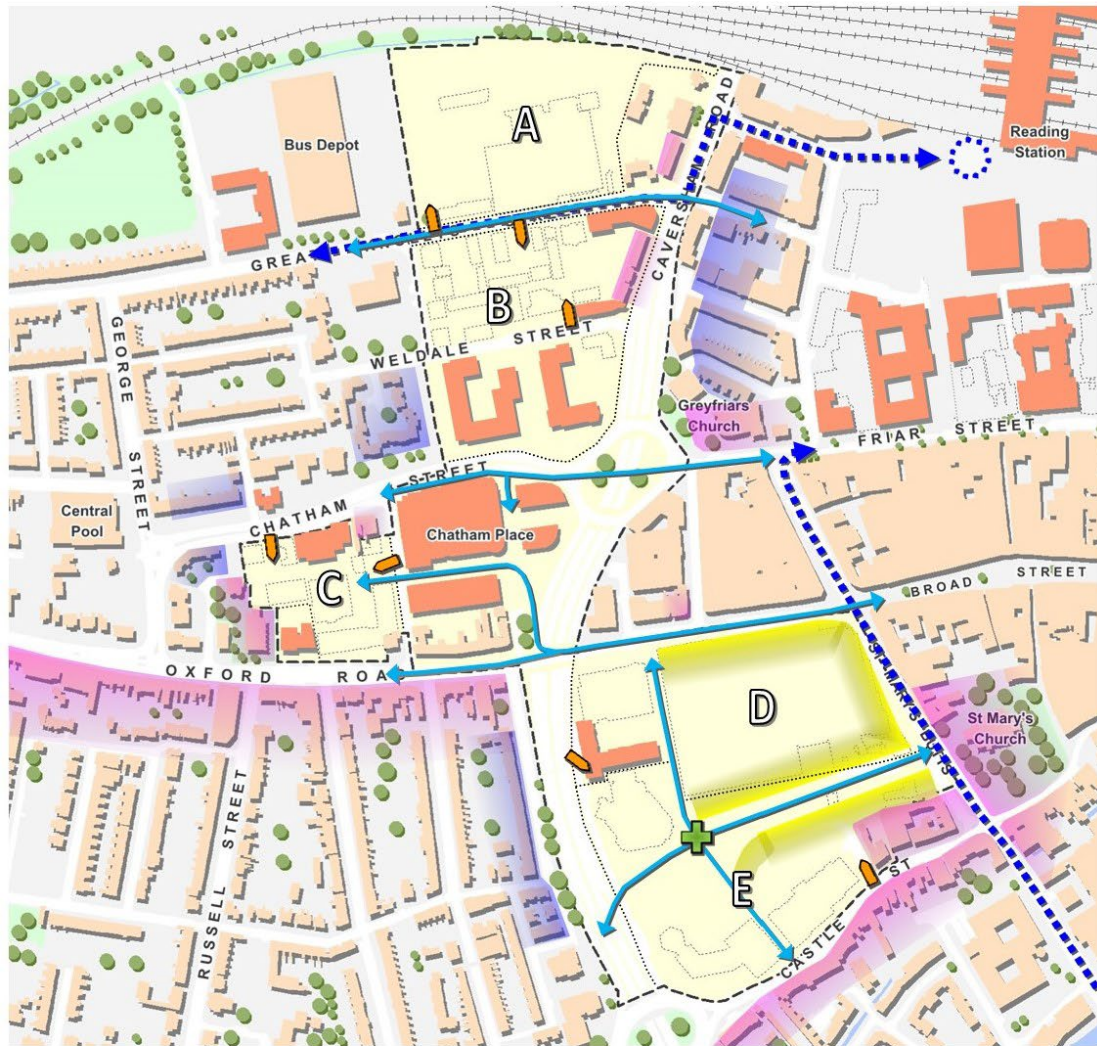 Reading
Station
A
Bus Depot
CAVERSHAM ROAD
GREA
B
WELDALE STREET
GEORGE STREET
Greyfriars
Church
FRIAR STREET
CHATHAM STREET
Central
Pool
Chatham Place
C
BROAD STREET
OXFORD ROA
D
ST MARY'S BUTTS
St Mary's
Church
RUSSELL STREET
E
CASTLE ST